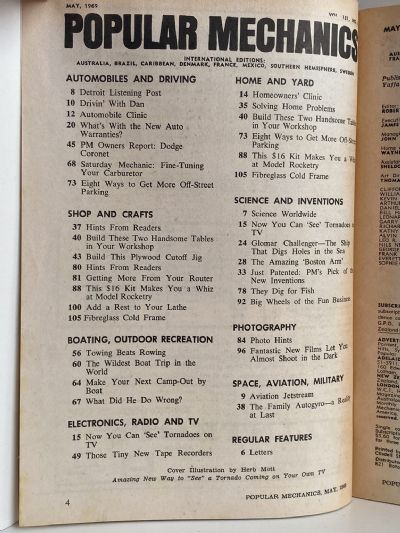 MAY, 1969
POPULAR MECHANICS
INTERNATIONAL EDITIONS:
AUSTRALIA, BRAZIL, CARIBBEAN, DENMARK, FRANCE, MEXICO, SOUTHERN HEMISPHERE, SWEDEN
AUTOMOBILES AND DRIVING
8 Detroit Listening Post
10 Drivin' With Dan
12 Automobile Clinic
20 What's With the New Auto
Warranties?
45 PM Owners Report: Dodge
Coronet
68 Saturday Mechanic: Fine-Tuning
Your Carburetor
73 Eight Ways to Get More Off-Street
Parking
SHOP AND CRAFTS
37 Hints From Readers
40 Build These Two Handsome Tables
in Your Workshop
43 Build This Plywood Cutoff Jig
80 Hints From Readers
81 Getting More From Your Router
88 This $16 Kit Makes You a Whiz
at Model Rocketry
100 Add a Rest to Your Lathe
105 Fibreglass Cold Frame
BOATING, OUTDOOR RECREATION
56 Towing Beats Rowing
60 The Wildest Boat Trip in the
World
64 Make Your Next Camp-Out by
Boat
67 What Did He Do Wrong?
ELECTRONICS, RADIO AND TV
15 Now You Can 'See' Tornadoes on
TV
49 Those Tiny New Tape Recorders
HOME AND YARD
14 Homeowners' Clinic
35 Solving Home Problems
40 Build These Two Handsome Tables
in Your Workshop
73 Eight Ways to Get More Off-
Street Parking
88 This $16 Kit Makes You a Whiz
at Model Rocketry
105 Fibreglass Cold Frame
SCIENCE AND INVENTIONS
7 Science Worldwide
15 Now You Can 'See' Tornadoes on
TV
24 Glomar Challenger—The Ship
That Digs Holes in the Sea
28 The Amazing 'Boston Arm'
33 Just Patented: PM's Pick of the
New Inventions
78 They Dig for Fish
92 Big Wheels of the Fun Business
PHOTOGRAPHY
84 Photo Hints
96 Fantastic New Films Let You
Almost Shoot in the Dark
SPACE, AVIATION, MILITARY
9 Aviation Jetstream
38 The Family Autogyro—a Reality
at Last
REGULAR FEATURES
6 Letters
Cover Illustration by Herb Mott
Amazing New Way to "See" a Tornado Coming on Your Own TV
4
POPULAR MECHANICS, MAY, 1969